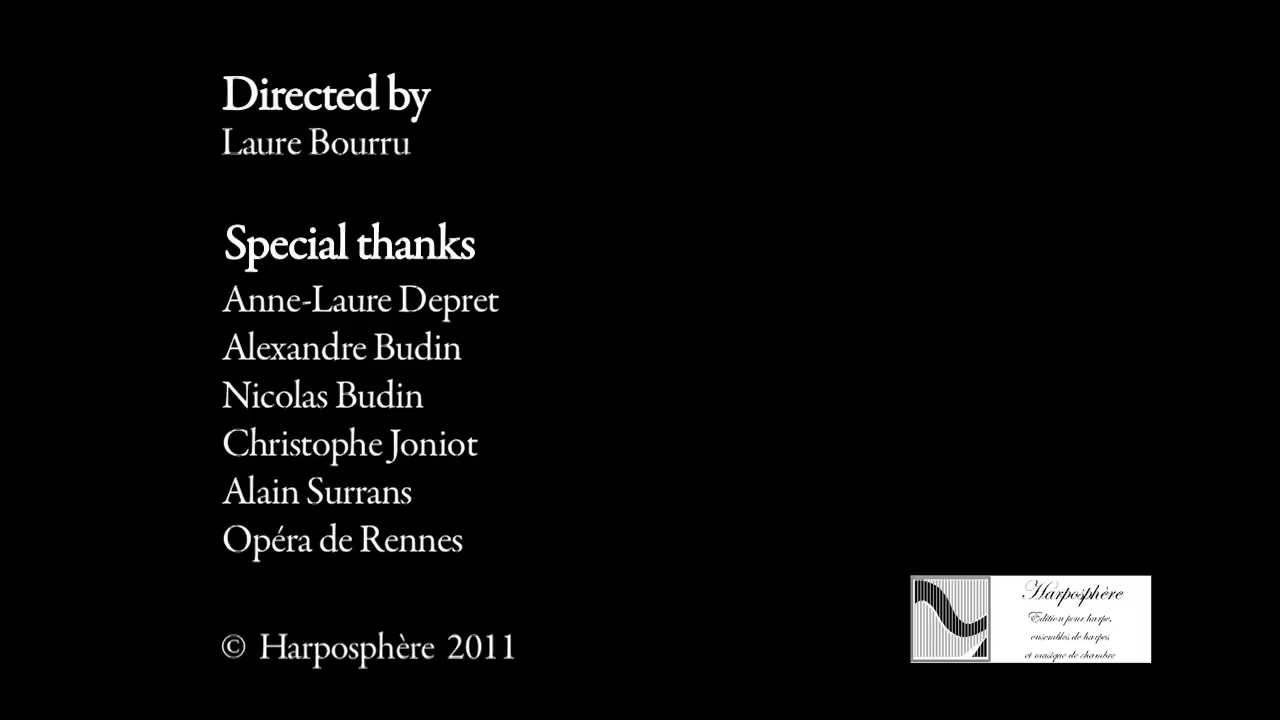 Directed by
Laure Bourru
Special thanks
Anne-Laure Depret
Alexandre Budin
Nicolas Budin
Christophe Joniot
Alain Surrans
Opéra de Rennes
© Harposphère 2011
Harposphère
Edition pour harpe,
ensembles de harpes
et musique de chambre